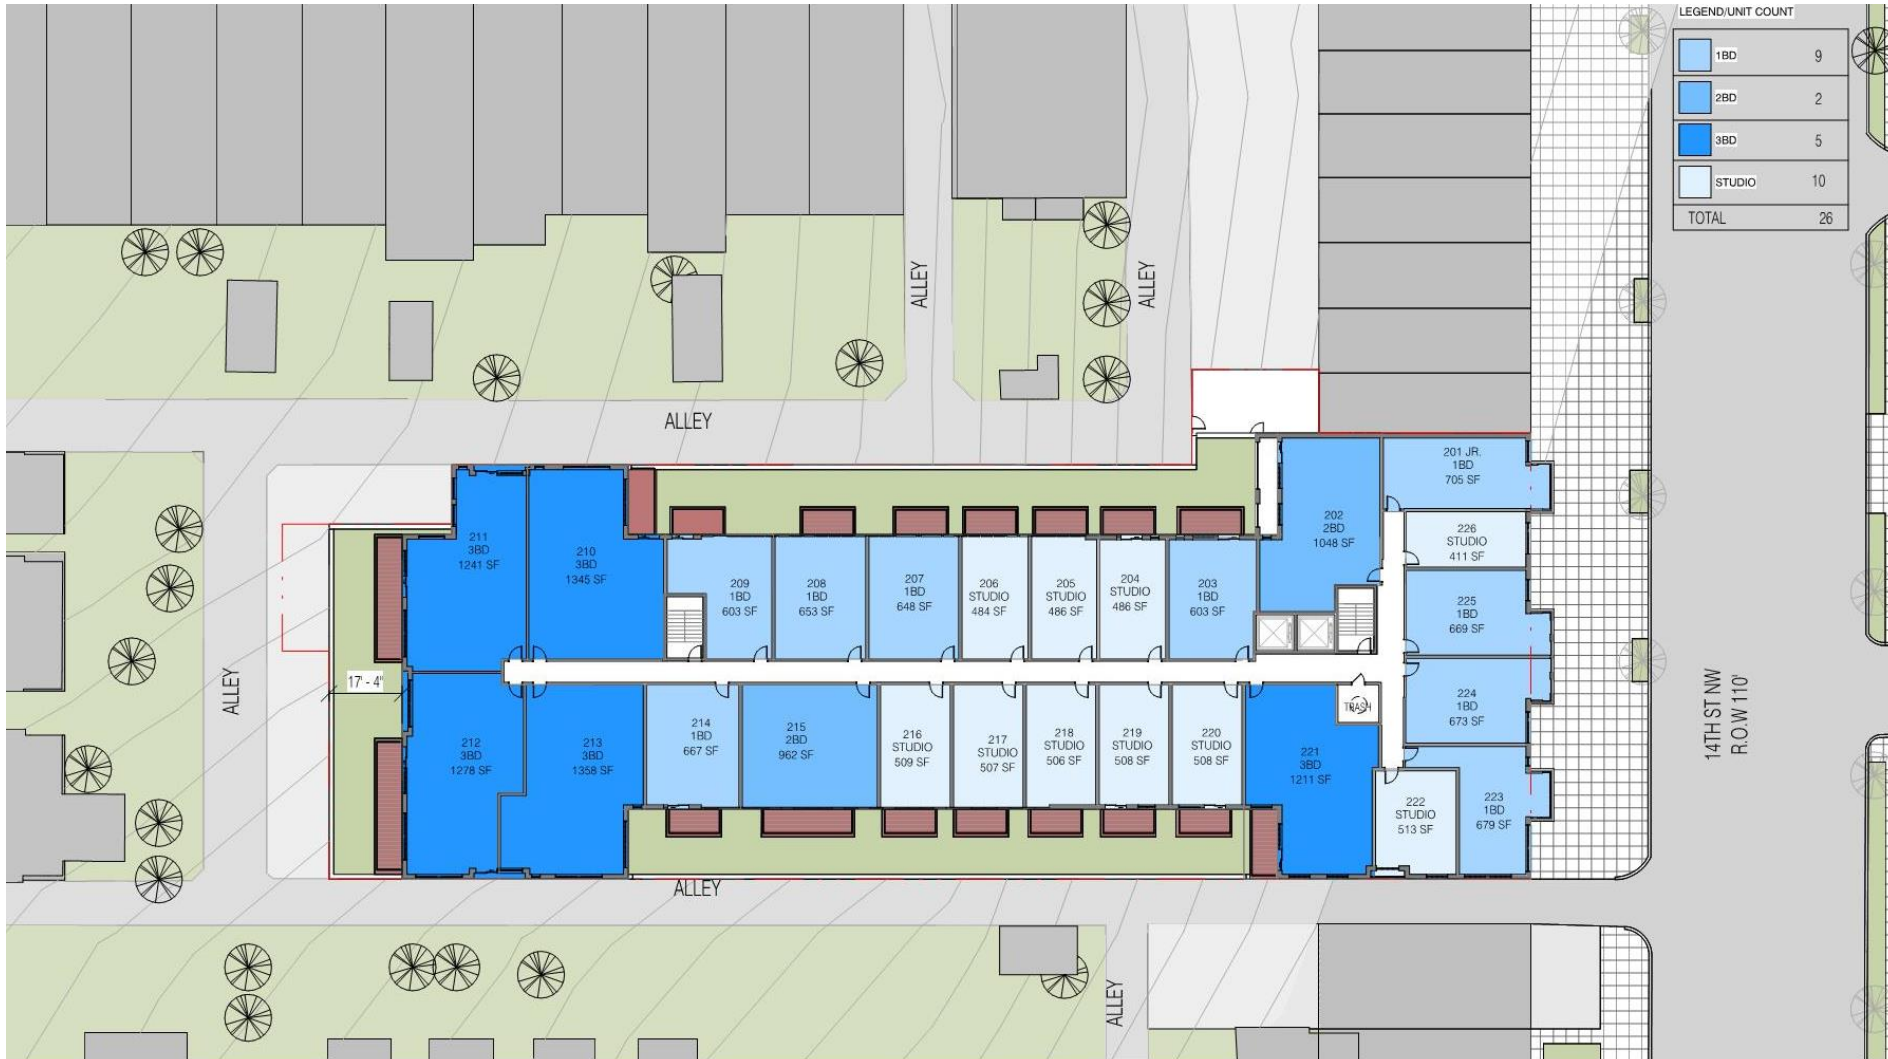 LEGEND/UNIT COUNT
1BD 9
2BD 2
3BD 5
STUDIO 10
TOTAL 26
ALLEY
ALLEY
ALLEY
201 JR.
1BD
705 SF
202
2BD
1048 SF
226
STUDIO
411 SF
211
3BD
1241 SF
210
3BD
1345 SF
209
1BD
603 SF
208
1BD
653 SF
207
1BD
648 SF
206
STUDIO
484 SF
205
STUDIO
486 SF
204
STUDIO
486 SF
203
1BD
603 SF
225
1BD
669 SF
ALLEY
17' - 4"
224
1BD
673 SF
TRASH
14TH ST NW
R.O.W 110'
212
3BD
1278 SF
213
3BD
1358 SF
214
1BD
667 SF
215
2BD
962 SF
216
STUDIO
509 SF
217
STUDIO
507 SF
218
STUDIO
506 SF
219
STUDIO
508 SF
220
STUDIO
508 SF
221
3BD
1211 SF
222
STUDIO
513 SF
223
1BD
679 SF
ALLEY
ALLEY